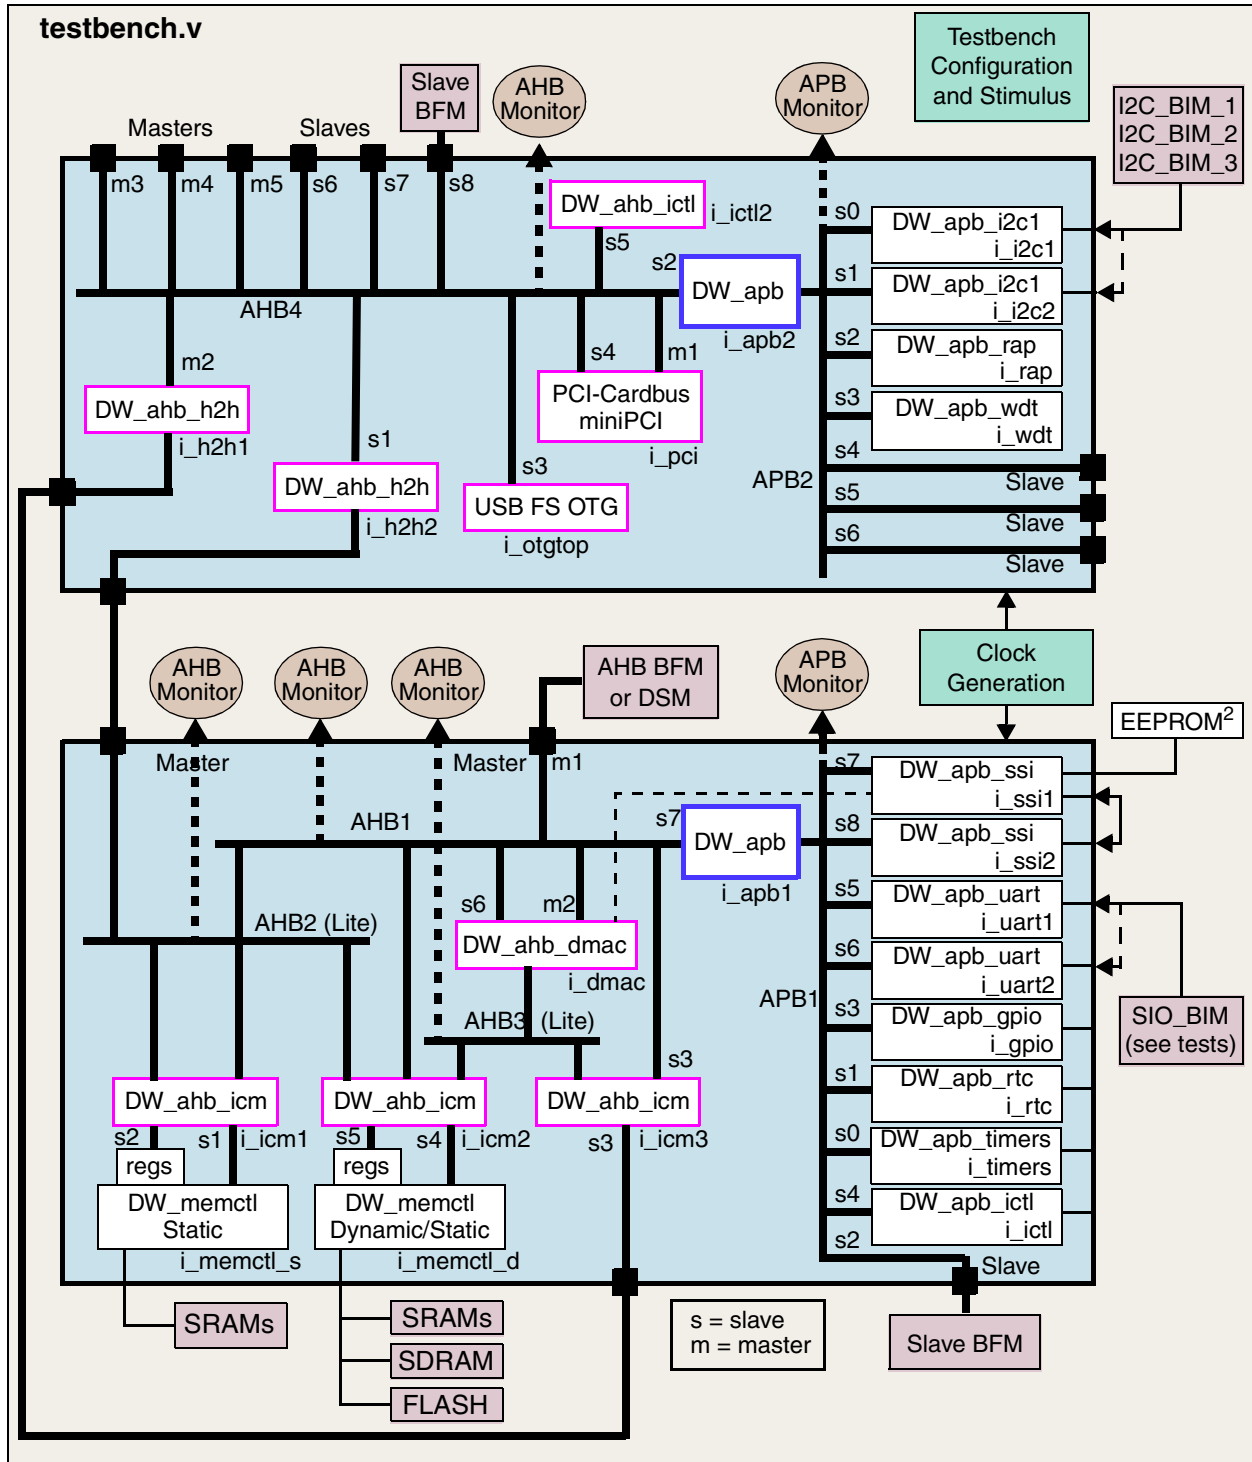 testbench.v
Testbench
Configuration
and Stimulus
Slave
BFM
AHB
Monitor
APB
Monitor
I2C_BIM_1
I2C_BIM_2
I2C_BIM_3
Masters
Slaves
m3
m4
m5
s6
s7
s8
DW_ahb_ictl
i_ictl2
s5
s2
s0
DW_apb_i2c1
i_i2c1
DW_apb
i_apb2
s1
DW_apb_i2c1
i_i2c2
AHB4
s2
DW_apb_rap
i_rap
m2
s4
m1
DW_ahb_h2h
i_h2h1
PCI-Cardbus
miniPCI
i_pci
s3
DW_apb_wdt
i_wdt
s1
DW_ahb_h2h
i_h2h2
s3
USB FS OTG
i_otgtop
APB2
s4
Slave
s5
Slave
s6
Slave
AHB
Monitor
AHB
Monitor
AHB
Monitor
AHB BFM
or DSM
APB
Monitor
Clock
Generation
EEPROM2
Master
Master
m1
s7
DW_apb_ssi
i_ssi1
AHB1
s7
DW_apb
i_apb1
s8
DW_apb_ssi
i_ssi2
s6
m2
s5
DW_apb_uart
i_uart1
AHB2 (Lite)
DW_ahb_dmac
i_dmac
s6
DW_apb_uart
i_uart2
APB1
AHB3 (Lite)
s3
DW_apb_gpio
i_gpio
SIO_BIM
(see tests)
s3
s1
DW_apb_rtc
i_rtc
DW_ahb_icm
DW_ahb_icm
DW_ahb_icm
s2
s1
i_icm1
s5
s4
i_icm2
s3
i_icm3
s0
DW_apb_timers
i_timers
regs
regs
DW_memctl
Static
i_memctl_s
DW_memctl
Dynamic/Static
i_memctl_d
s4
DW_apb_ictl
i_ictl
s2
Slave
SRAMs
SRAMs
SDRAM
FLASH
s = slave
m = master
Slave BFM